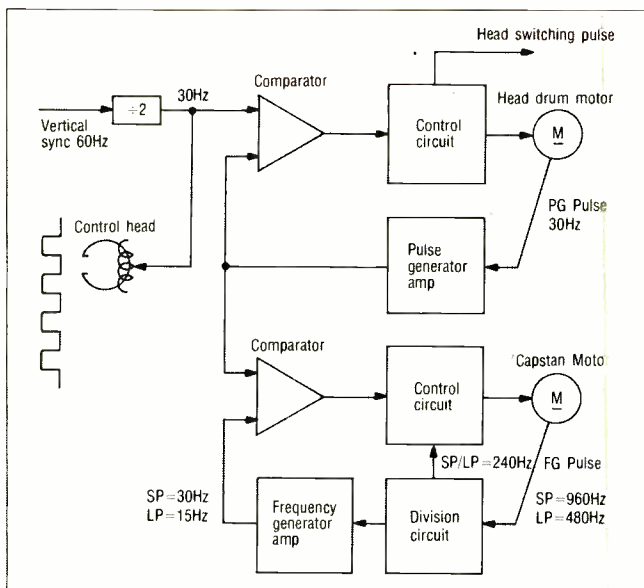 Head switching pulse
Comparator
Head drum motor
÷2
30Hz
Vertical
sync 60Hz
Control
circuit
M
Control head
PG Pulse
30Hz
Pulse
generator
amp
Comparator
'Capstan Moto
Control
circuit
M
SP/LP=240Hz
FG Pulse
SP=30Hz
LP=15Hz
Frequency
generator
amp
Division
circuit
SP=960Hz
LP=480Hz